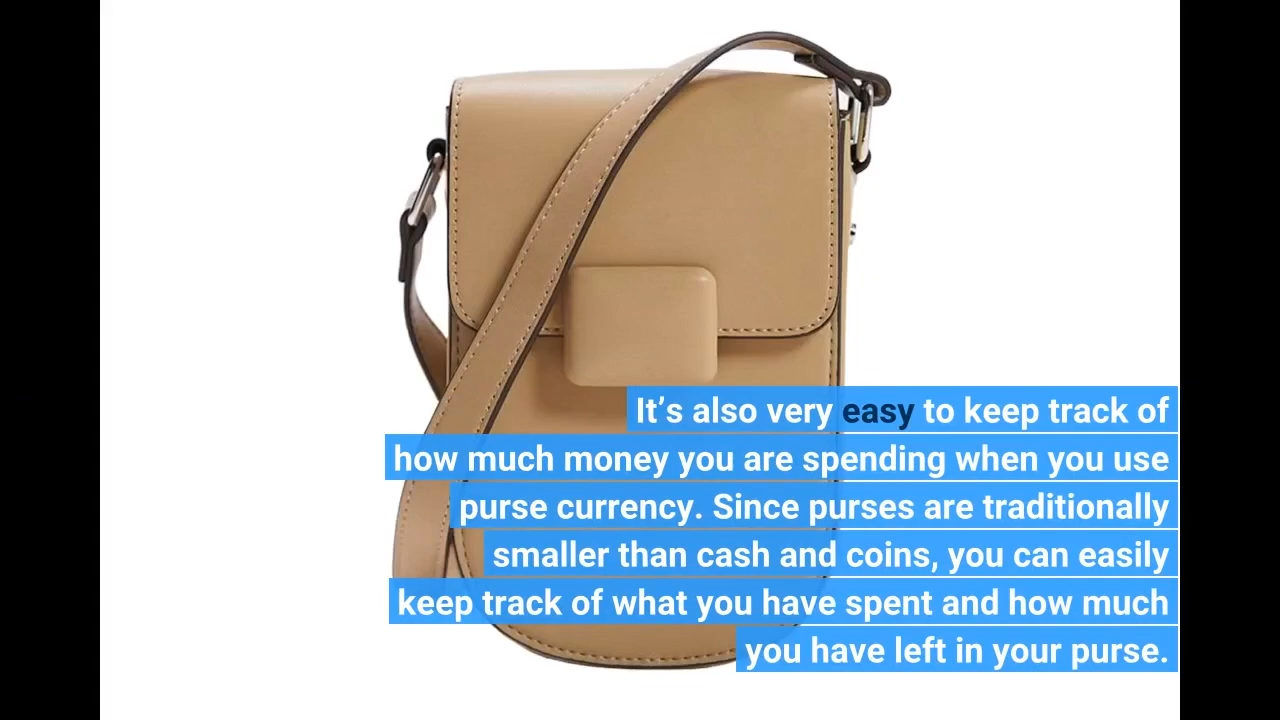 It’s also very easy to keep track of
how much money you are spending when you use
purse currency. Since purses are traditionally
smaller than cash and coins, you can easily
keep track of what you have spent and how much
you have left in your purse.